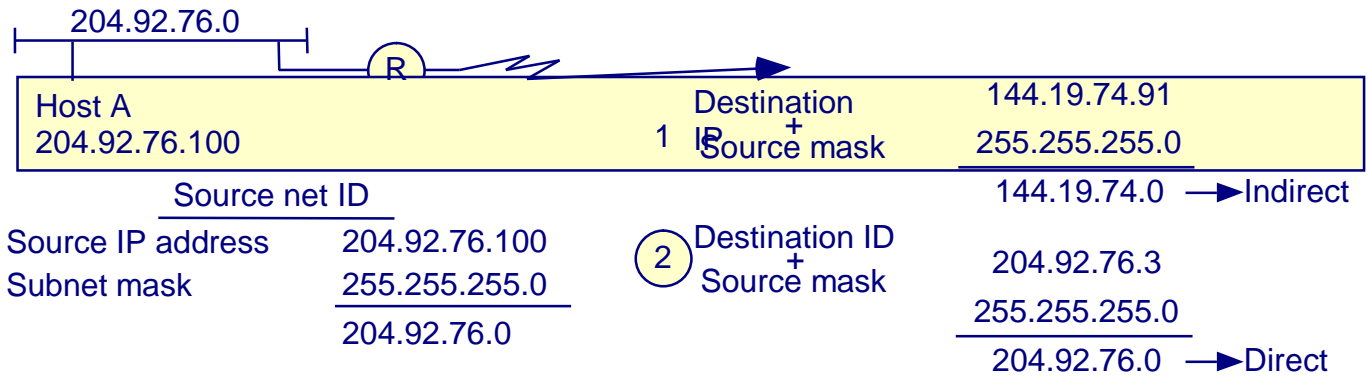 204.92.76.0
R
Host A
204.92.76.100
1
Destination
IP
+
Source mask
144.19.74.91
255.255.255.0
144.19.74.0
Indirect
Source net ID
Source IP address 204.92.76.100
Subnet mask 255.255.255.0
204.92.76.0
2
Destination ID
+
Source mask
204.92.76.3
255.255.255.0
204.92.76.0
Direct